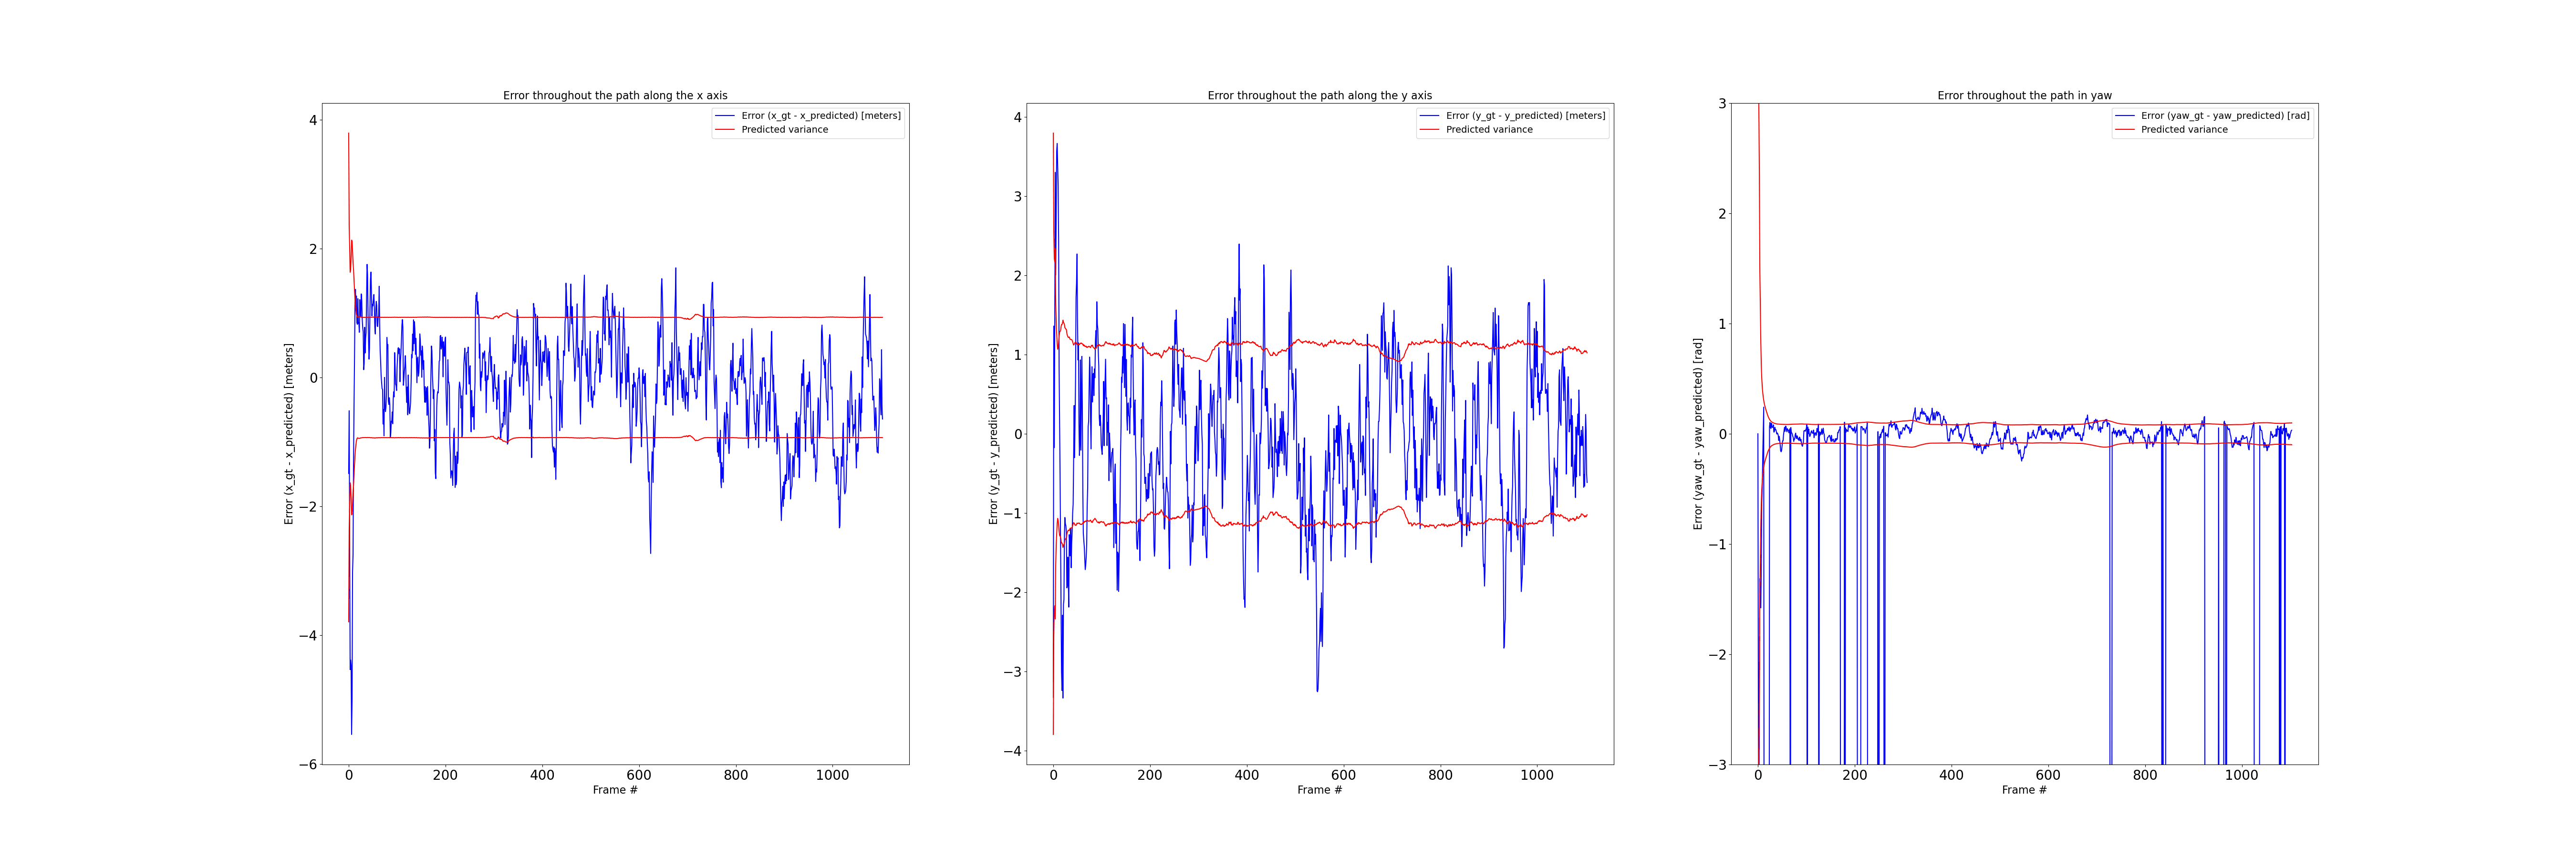 Error throughout the path along the x axis
Error (x_gt - x_predicted) [meters]
Predicted variance
4
2
0
−2
−4
−6
Error (x_gt - x_predicted) [meters]
0 200 400 600 800 1000
Frame #
Error throughout the path along the y axis
Error (y_gt - y_predicted) [meters]
Predicted variance
4
3
2
1
0
−1
−2
−3
−4
Error (y_gt - y_predicted) [meters]
0 200 400 600 800 1000
Frame #
Error throughout the path in yaw
Error (yaw_gt - yaw_predicted) [rad]
Predicted variance
3
2
1
0
−1
−2
−3
Error (yaw_gt - yaw_predicted) [rad]
0 200 400 600 800 1000
Frame #